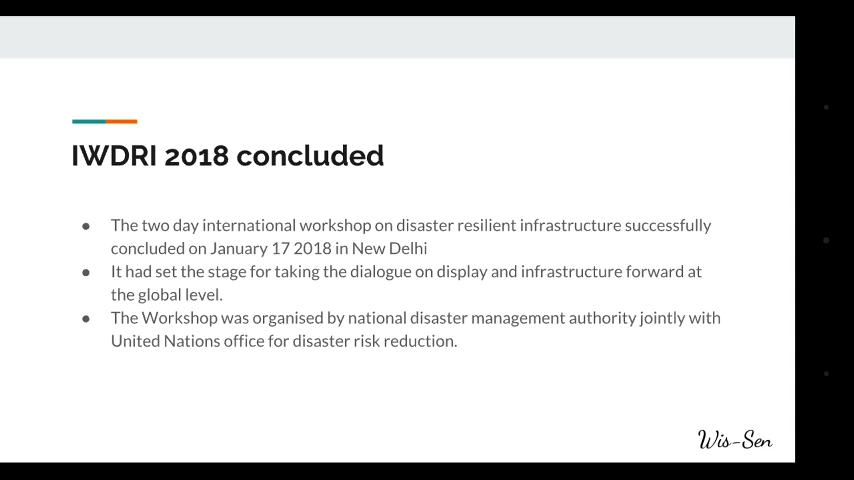 IWDRI 2018 concluded
● The two day international workshop on disaster resilient infrastructure successfully
concluded on January 17 2018 in New Delhi
● It had set the stage for taking the dialogue on display and infrastructure forward at
the global level.
● The Workshop was organised by national disaster management authority jointly with
United Nations office for disaster risk reduction.
Wis-Sen